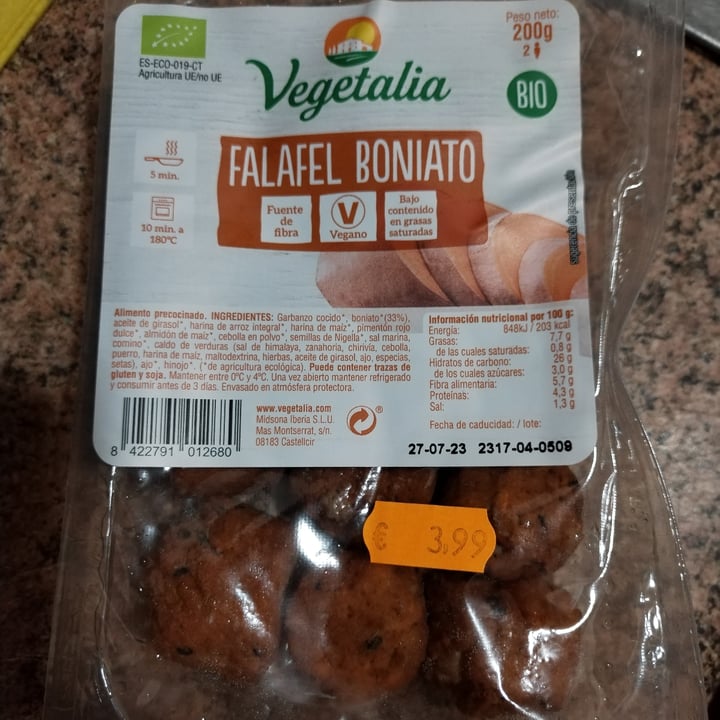 ES-ECO-019-CT
Agricultura UE/no UE
Vegetalia
Peso neto:
200g
2
BIO
FALAFEL BONIATO
5 min.
10 min. a
180ºC
Fuente
de
fibra
V
Vegano
Bajo
contenido
en grasas
saturadas
Alimento precocinado. INGREDIENTES: Garbanzo cocido*, boniato*(33%),
aceite de girasol*, harina de arroz integral*, harina de maíz*, pimentón rojo
dulce*, almidón de maíz*, cebolla en polvo*, semillas de Nigella*, sal marina,
comino*, caldo de verduras (sal de himalaya, zanahoria, chirivía, cebolla,
puerro, harina de maíz, maltodextrina, hierbas, aceite de girasol, ajo, especias,
setas), ajo*, hinojo*. (*de agricultura ecológica). Puede contener trazas de
gluten y soja. Mantener entre 0ºC y 4ºC. Una vez abierto mantener refrigerado
y consumir antes de 3 días. Envasado en atmósfera protectora.
Información nutricional por 100 g:
Energía: 848kJ / 203 kcal
Grasas: 7,7 g
de las cuales saturadas: 0,8 g
Hidratos de carbono: 26 g
de los cuales azúcares: 3,0 g
Fibra alimentaria: 5,7 g
Proteínas: 4,3 g
Sal: 1,3 g
Fecha de caducidad: / lote:
27-07-23 2317-04-0509
www.vegetalia.com
Midsona Iberia S.L.U.
Mas Montserrat, s/n.
08183 Castellcir
8 422791 012680
€ 3,99